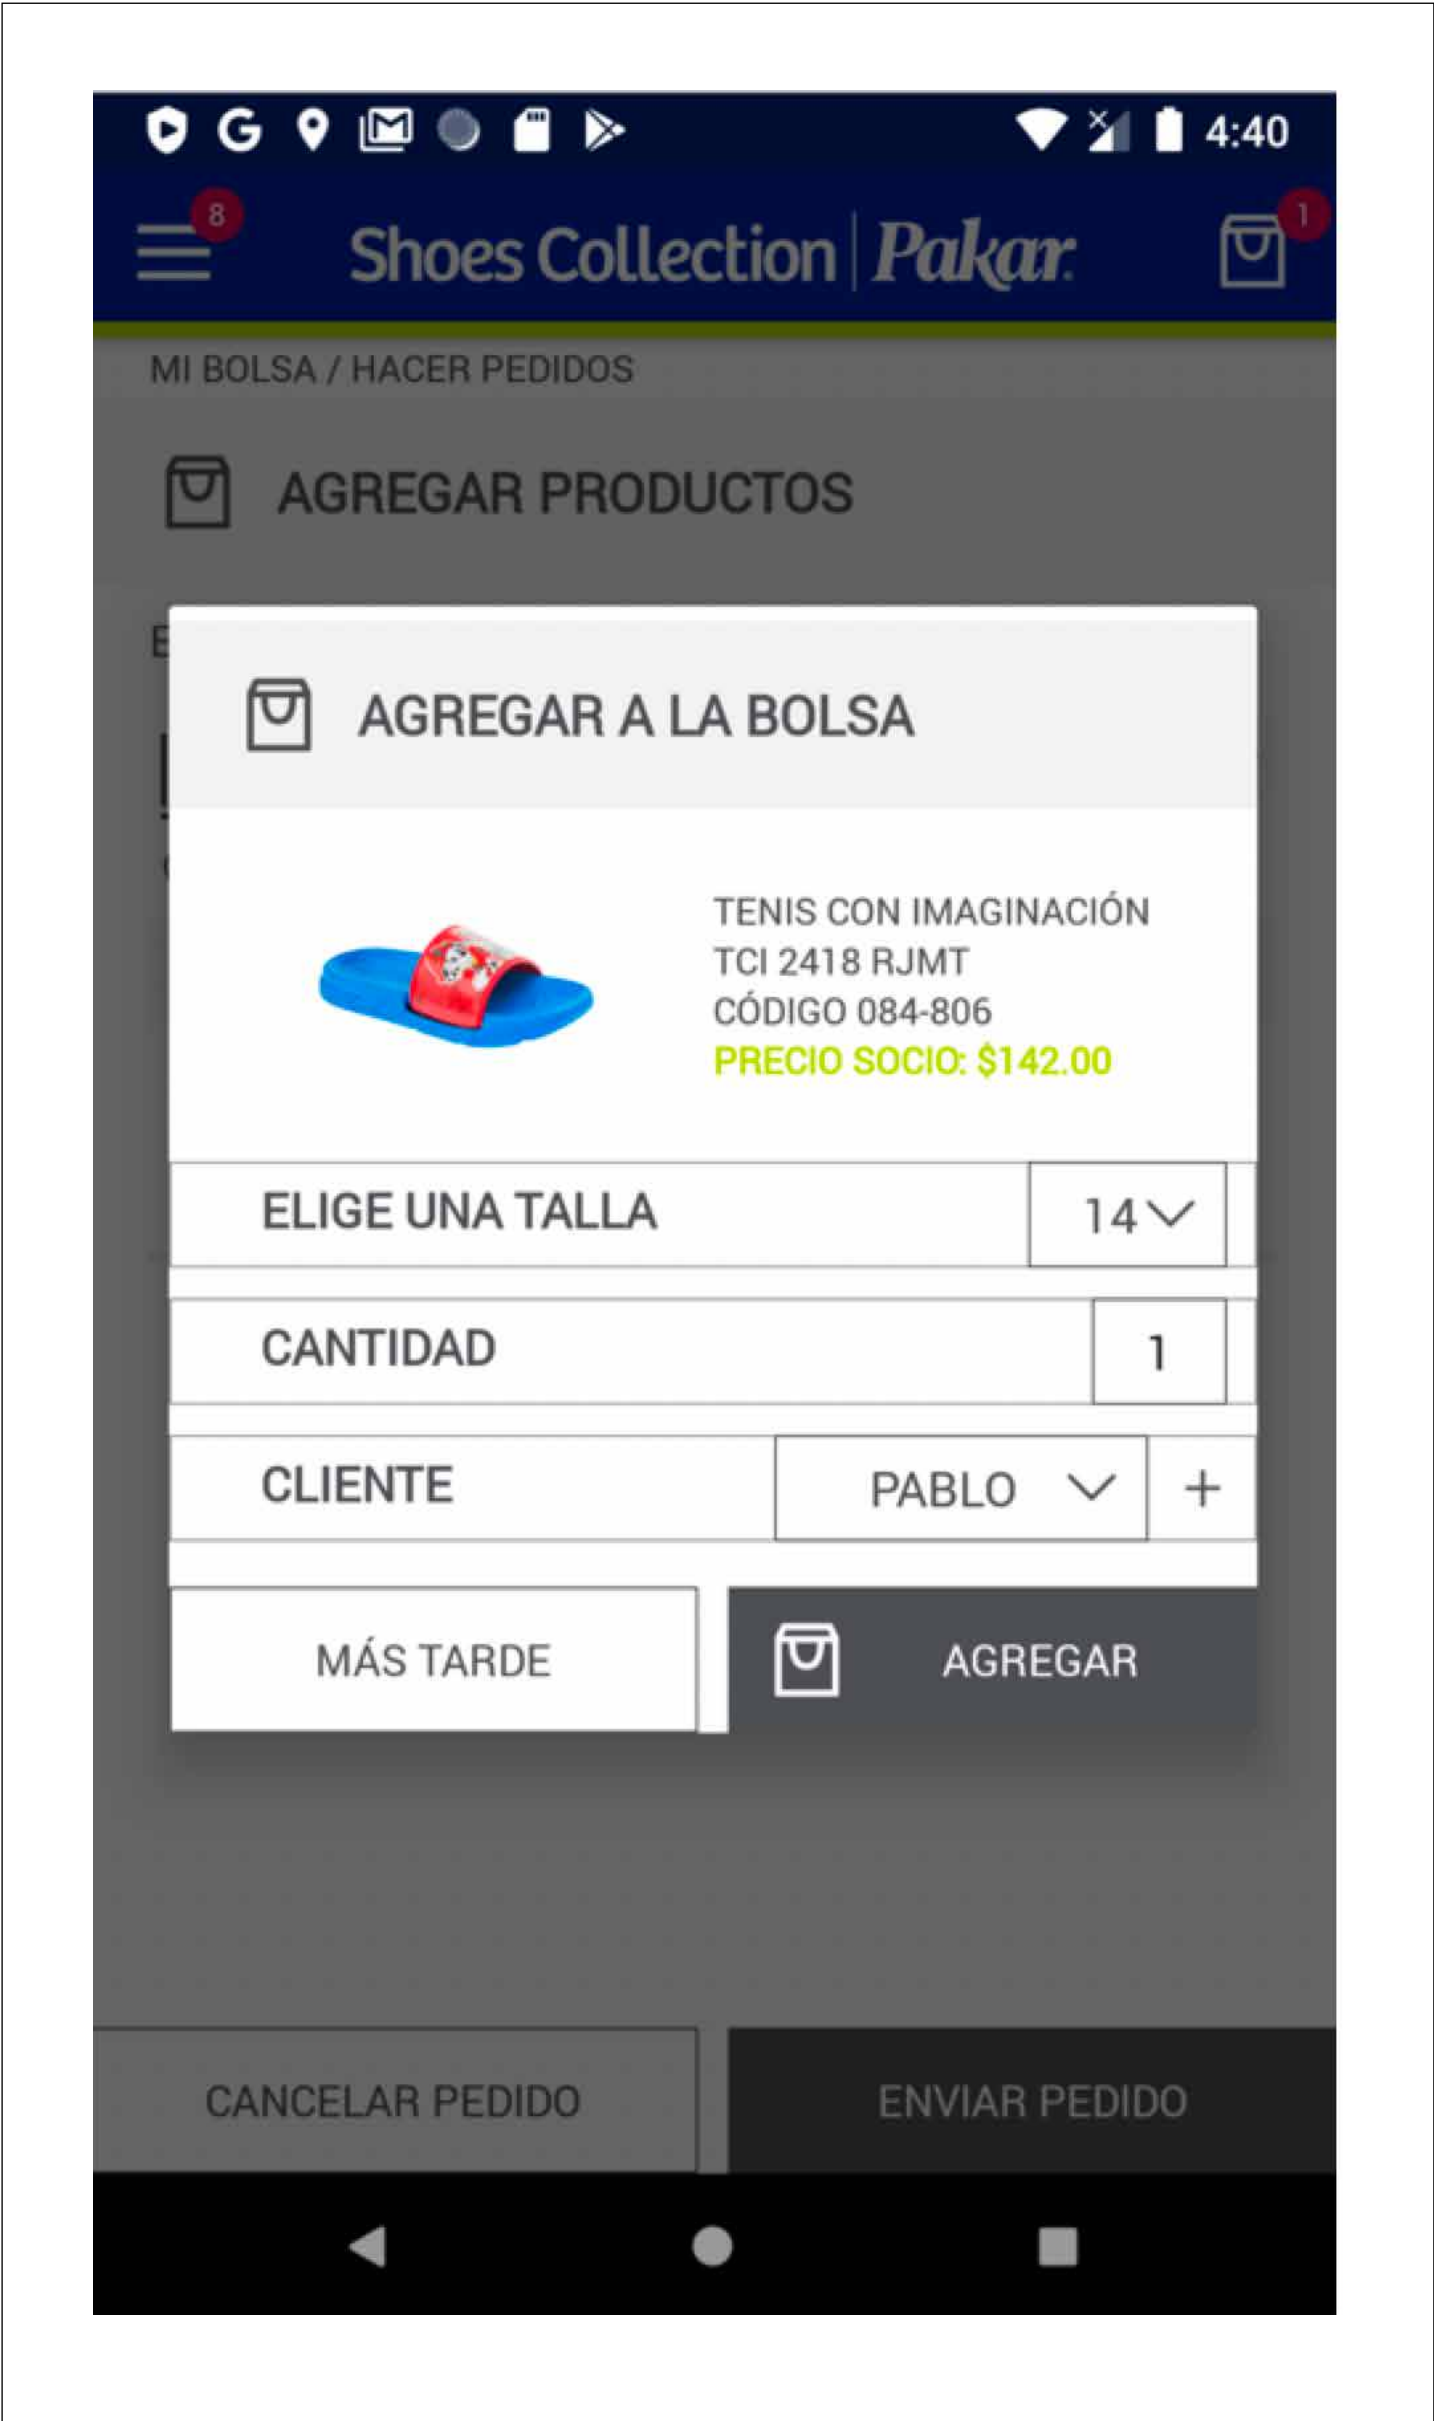 4:40
8
Shoes Collection | Pakar
1
MI BOLSA / HACER PEDIDOS
AGREGAR PRODUCTOS
AGREGAR A LA BOLSA
TENIS CON IMAGINACIÓN
TCI 2418 RJMT
CÓDIGO 084-806
PRECIO SOCIO: $142.00
ELIGE UNA TALLA
14
CANTIDAD
1
CLIENTE
PABLO
+
MÁS TARDE
AGREGAR
CANCELAR PEDIDO
ENVIAR PEDIDO